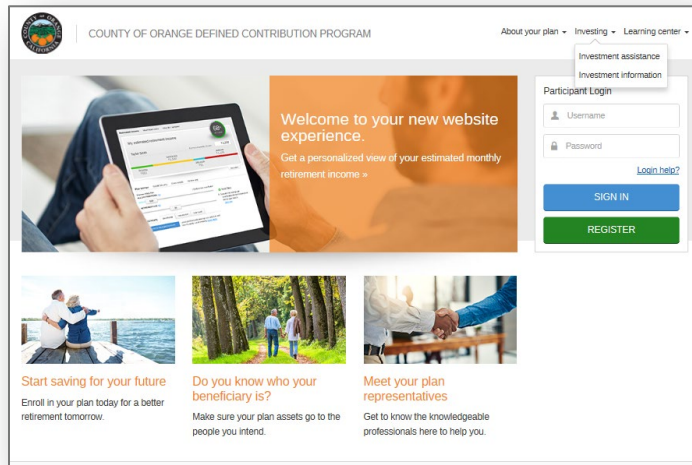 COUNTY OF ORANGE
CALIFORNIA
COUNTY OF ORANGE DEFINED CONTRIBUTION PROGRAM
About your plan
Investing
Learning center
Investment assistance
Investment information
Welcome to your new website
experience.
Get a personalized view of your estimated monthly
retirement income »
Participant Login
Username
Password
Login help?
SIGN IN
REGISTER
Start saving for your future
Enroll in your plan today for a better
retirement tomorrow.
Do you know who your
beneficiary is?
Make sure your plan assets go to the
people you intend.
Meet your plan
representatives
Get to know the knowledgeable
professionals here to help you.